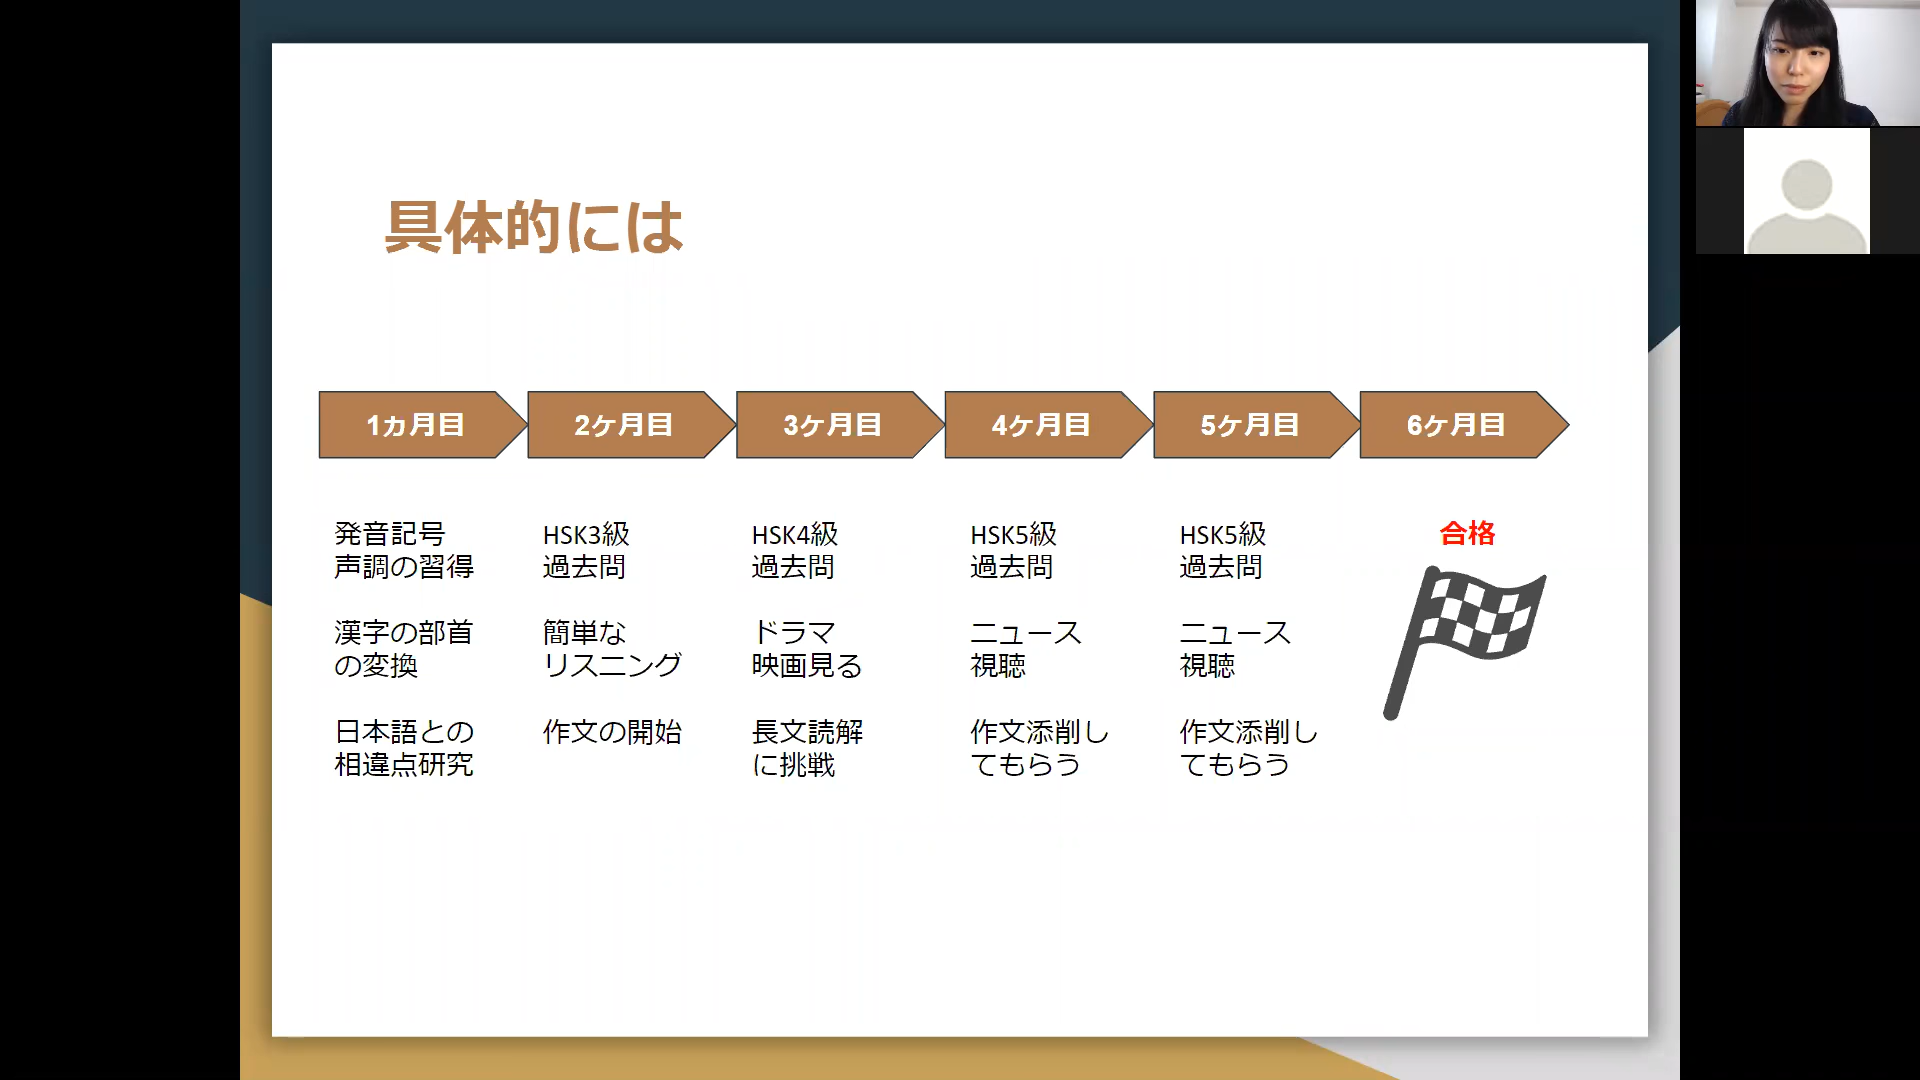 具体的には
1ヵ月目
2ケ月目
3ケ月目
4ケ月目
5ケ月目
6ケ月目
発音記号
声調の習得
漢字の部首
の変換
日本語との
相違点研究
HSK3級
過去問
簡単な
リスニング
作文の開始
HSK4級
過去問
ドラマ
映画見る
長文読解
に挑戦
HSK5級
過去問
ニュース
視聴
作文添削し
てもらう
HSK5級
過去問
ニュース
視聴
作文添削し
てもらう
合格